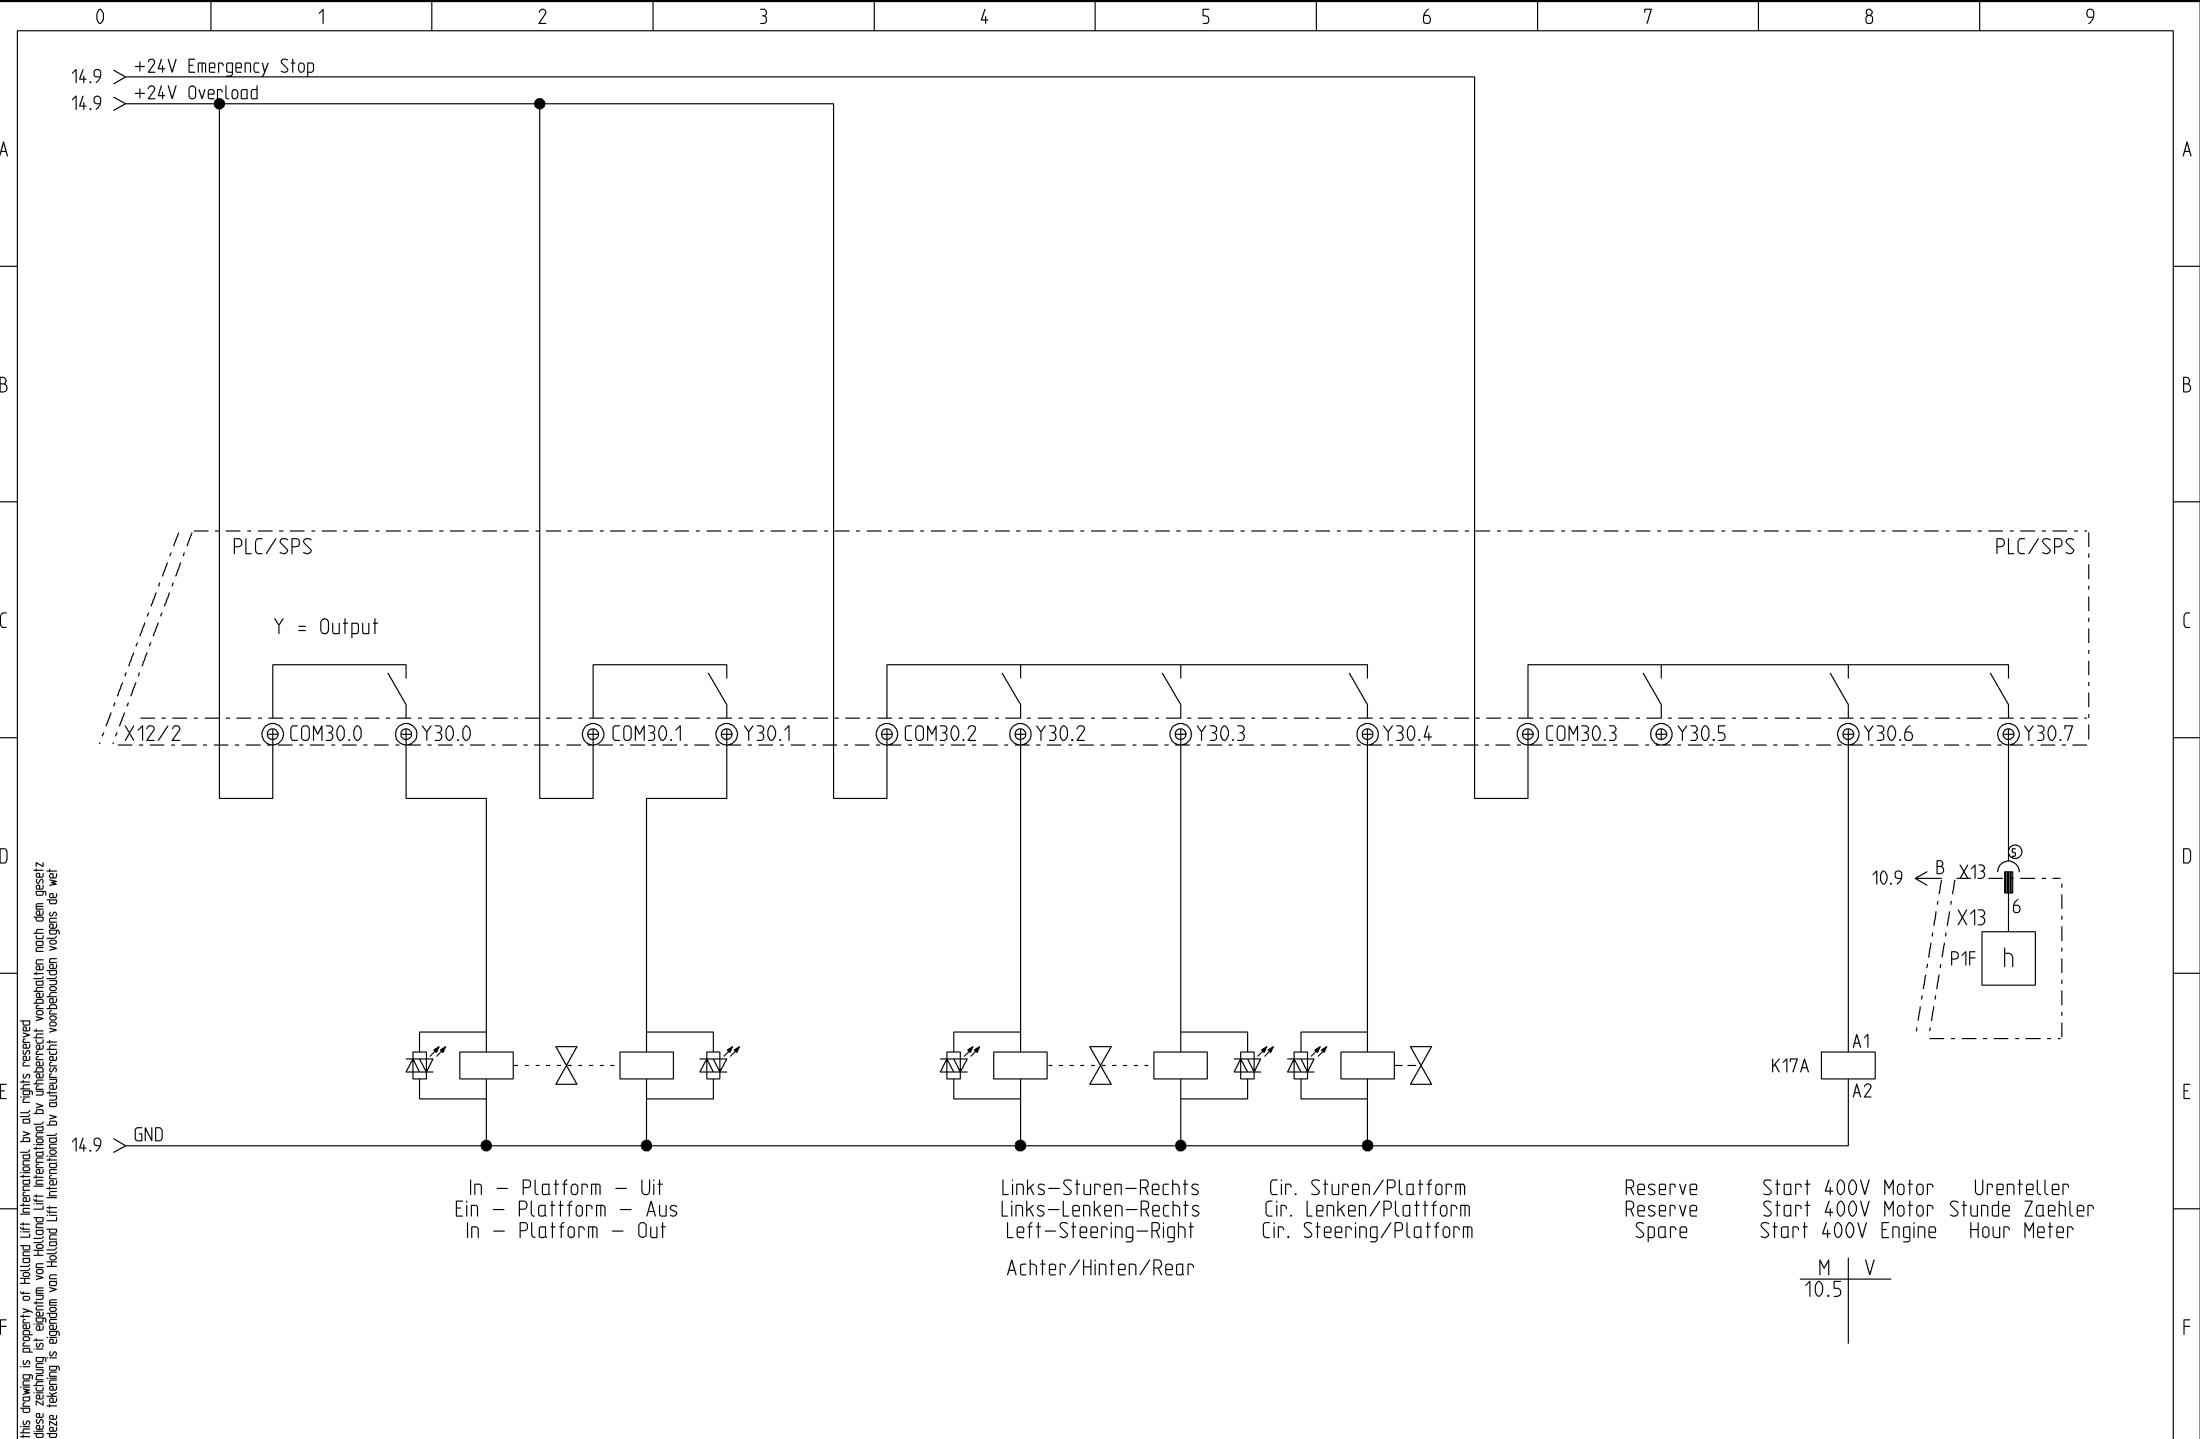 0 1 2 3 4 5 6 7 8 9
14.9 +24V Emergency Stop
14.9 +24V Overload
A A
B B
PLC/SPS PLC/SPS
C C
Y = Output
X12/2 COM30.0 Y30.0 COM30.1 Y30.1 COM30.2 Y30.2 Y30.3 Y30.4 COM30.3 Y30.5 Y30.6 Y30.7
D D
5
10.9 B X13
6
X13
P1F h
A1
K17A
E E
A2
14.9 GND
In - Platform - Uit
Ein - Plattform - Aus
In - Platform - Out
Links-Sturen-Rechts
Links-Lenken-Rechts
Left-Steering-Right
Achter/Hinten/Rear
Cir. Sturen/Platform
Cir. Lenken/Plattform
Cir. Steering/Platform
Reserve
Reserve
Spare
Start 400V Motor
Start 400V Motor
Start 400V Engine
Urenteller
Stunde Zaehler
Hour Meter
M V
10.5
F F
this drawing is property of Holland Lift International bv all rights reserved
diese zeichnung ist eigentum von Holland Lift International bv urheberrecht vorbehalten nach dem gesetz
deze tekening is eigendom van Holland Lift International bv auteursrecht voorbehouden volgens de wet